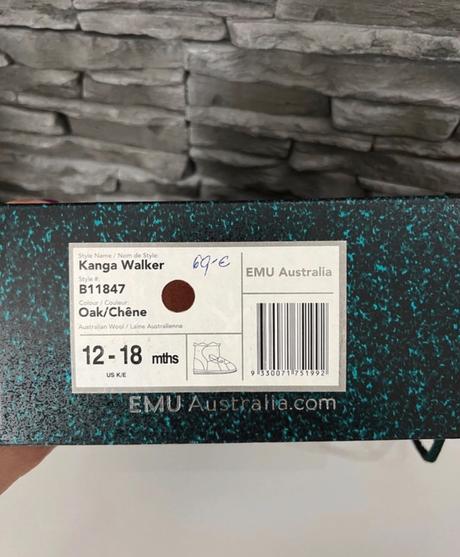 Style Name / Nom de Style
Kanga Walker
69,-€
Style #
B11847
Colour / Couleur
Oak/Chêne
Australian Wool / Laine Australienne
12-18 mths
US K/E
EMU Australia
9 330071 751992
EMU Australia.com